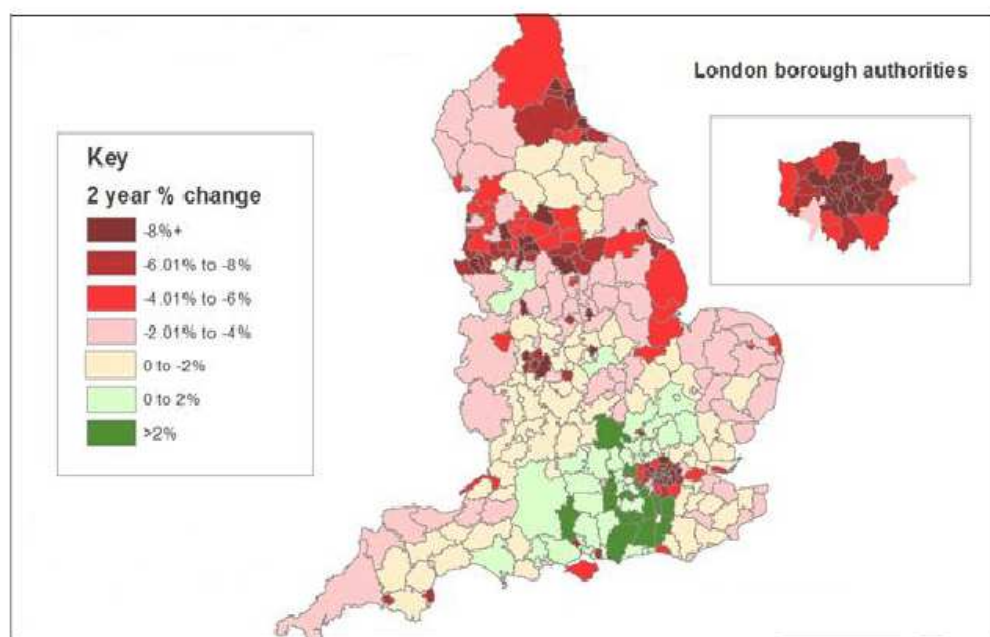 London borough authorities
Key
2 year % change
-8%+
-6.01% to -8%
-4.01% to -6%
-2.01% to -4%
0 to -2%
0 to 2%
>2%